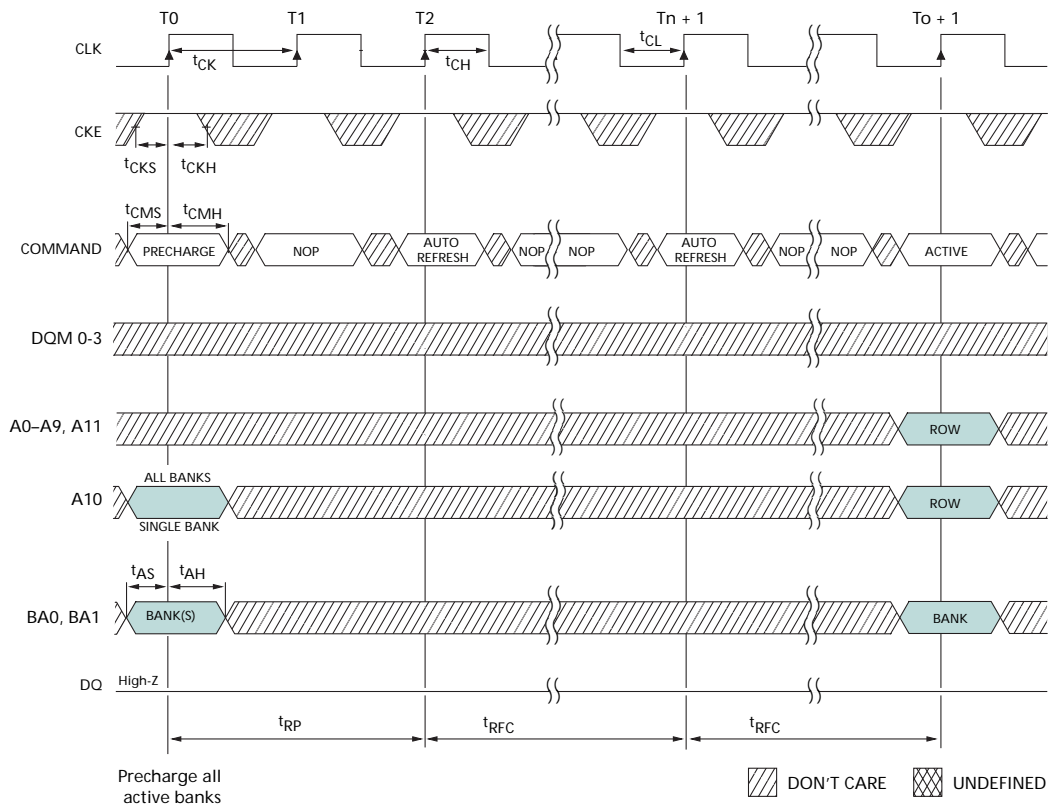 T0 T1 T2 Tn + 1 To + 1
CLK
tCK tCH tCL
CKE
tCKS tCKH
tCMS tCMH
COMMAND PRECHARGE NOP AUTO REFRESH NOP NOP AUTO REFRESH NOP NOP ACTIVE
DQM 0-3
A0–A9, A11 ROW
ALL BANKS
A10 ROW
SINGLE BANK
tAS tAH
BA0, BA1 BANK(S) BANK
DQ High-Z
tRP tRFC tRFC
Precharge all
active banks
DON'T CARE UNDEFINED